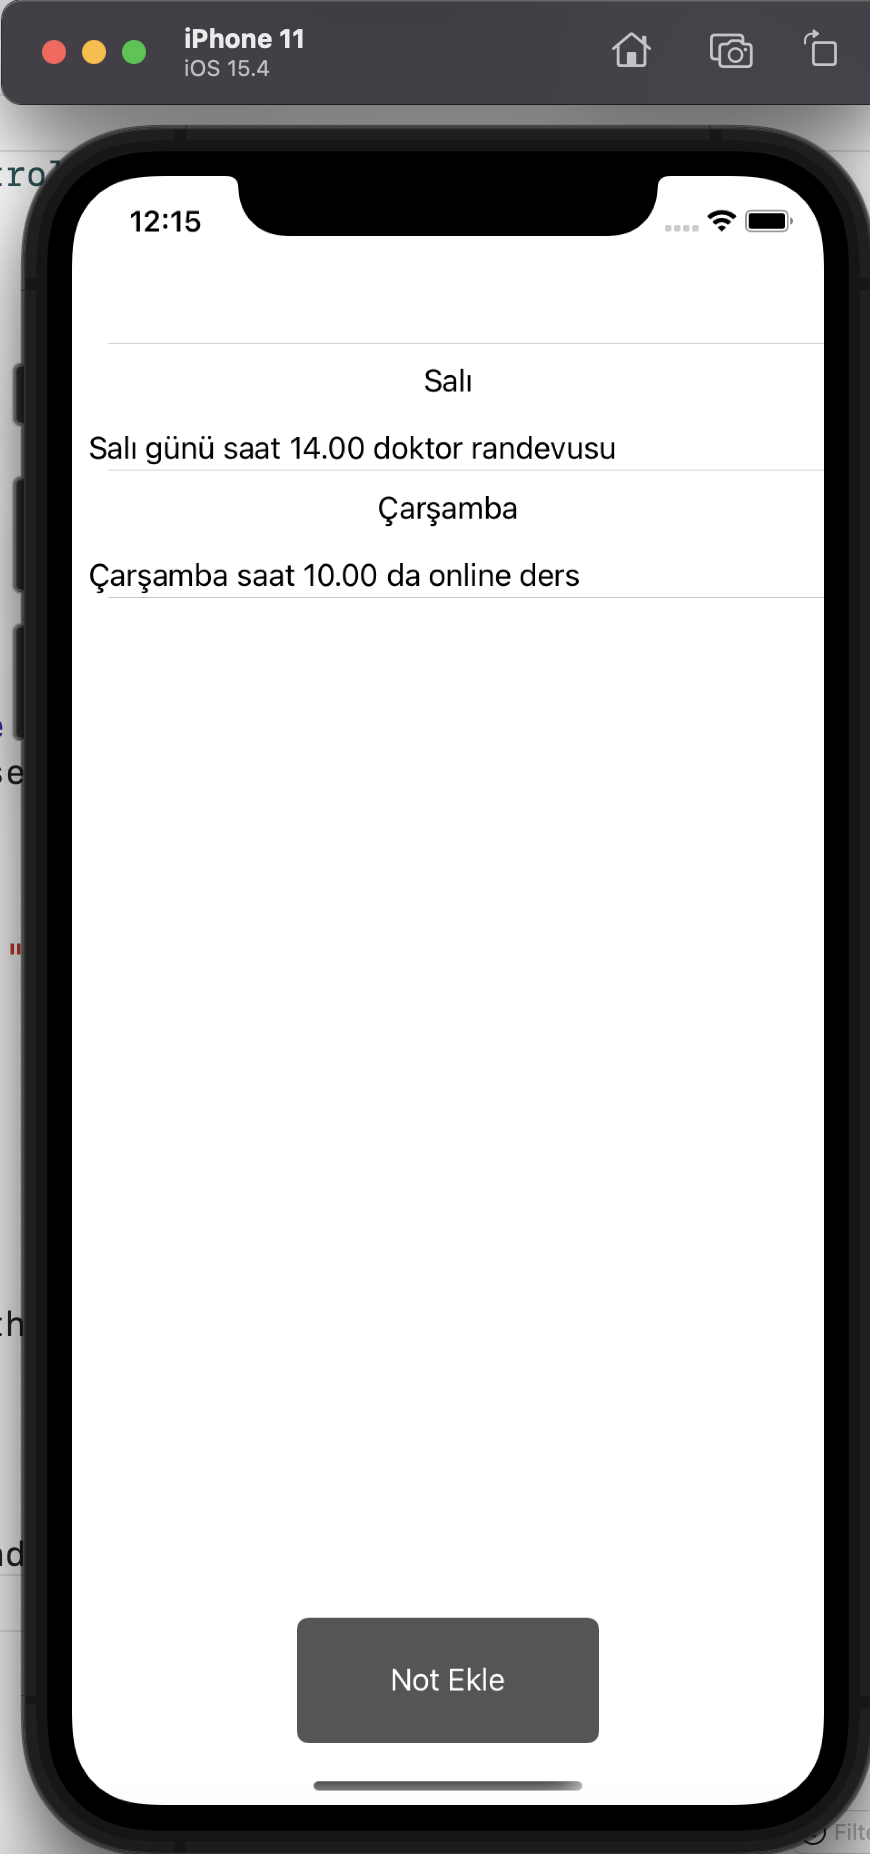 iPhone 11
iOS 15.4
12:15
Salı
Salı günü saat 14.00 doktor randevusu
Çarşamba
Çarşamba saat 10.00 da online ders
Not Ekle